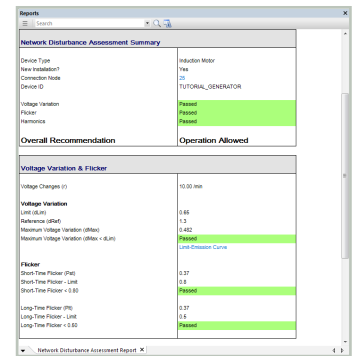 Reports
Search
Network Disturbance Assessment Summary
Device Type Induction Motor
New Installation? Yes
Connection Node 25
Device ID TUTORIAL_GENERATOR
Voltage Variation Passed
Flicker Passed
Harmonics Passed
Overall Recommendation Operation Allowed
Voltage Variation & Flicker
Voltage Changes (r) 10.00 /min
Voltage Variation
Limit (dLim) 0.65
Reference (dRef) 1.3
Maximum Voltage Variation (dMax) 0.482
Maximum Voltage Variation (dMax < dLim) Passed
Limit-Emission Curve
Flicker
Short-Time Flicker (Pst) 0.37
Short-Time Flicker - Limit 0.8
Short-Time Flicker < 0.80 Passed
Long-Time Flicker (Plt) 0.37
Long-Time Flicker - Limit 0.5
Long-Time Flicker < 0.50 Passed
Network Disturbance Assessment Report